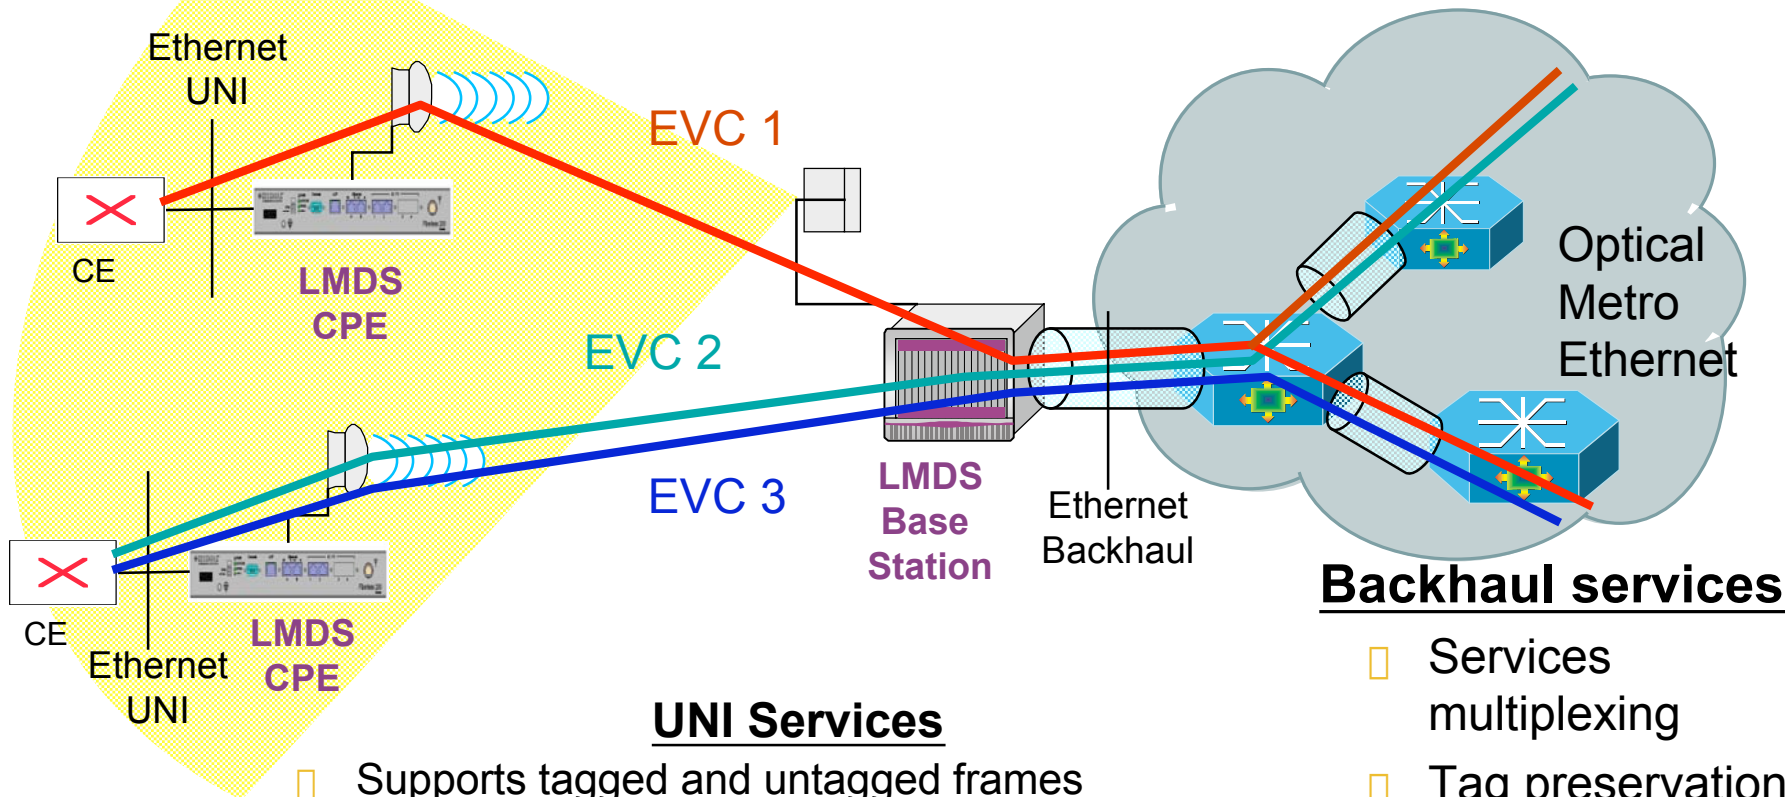 Ethernet
UNI
EVC 1
CE
LMDS
CPE
Optical
Metro
Ethernet
EVC 2
EVC 3
LMDS
Base
Station
Ethernet
Backhaul
CE
Ethernet
UNI
LMDS
CPE
Backhaul services
Services
multiplexing
Tag preservation
UNI Services
Supports tagged and untagged frames